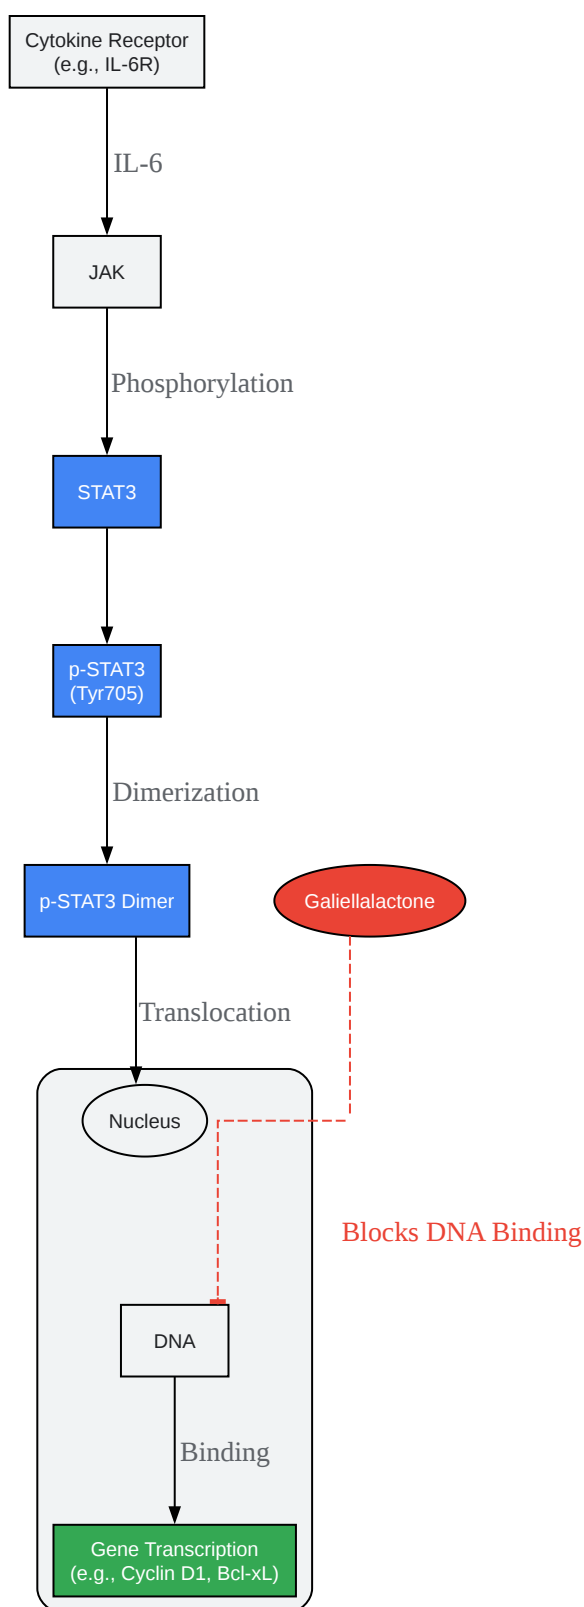 Cytokine Receptor
(e.g., IL-6R)
IL-6
JAK
Phosphorylation
STAT3
p-STAT3
(Tyr705)
Dimerization
p-STAT3 Dimer
Galiellalactone
Translocation
Nucleus
Blocks DNA Binding
DNA
Binding
Gene Transcription
(e.g., Cyclin D1, Bcl-xL)